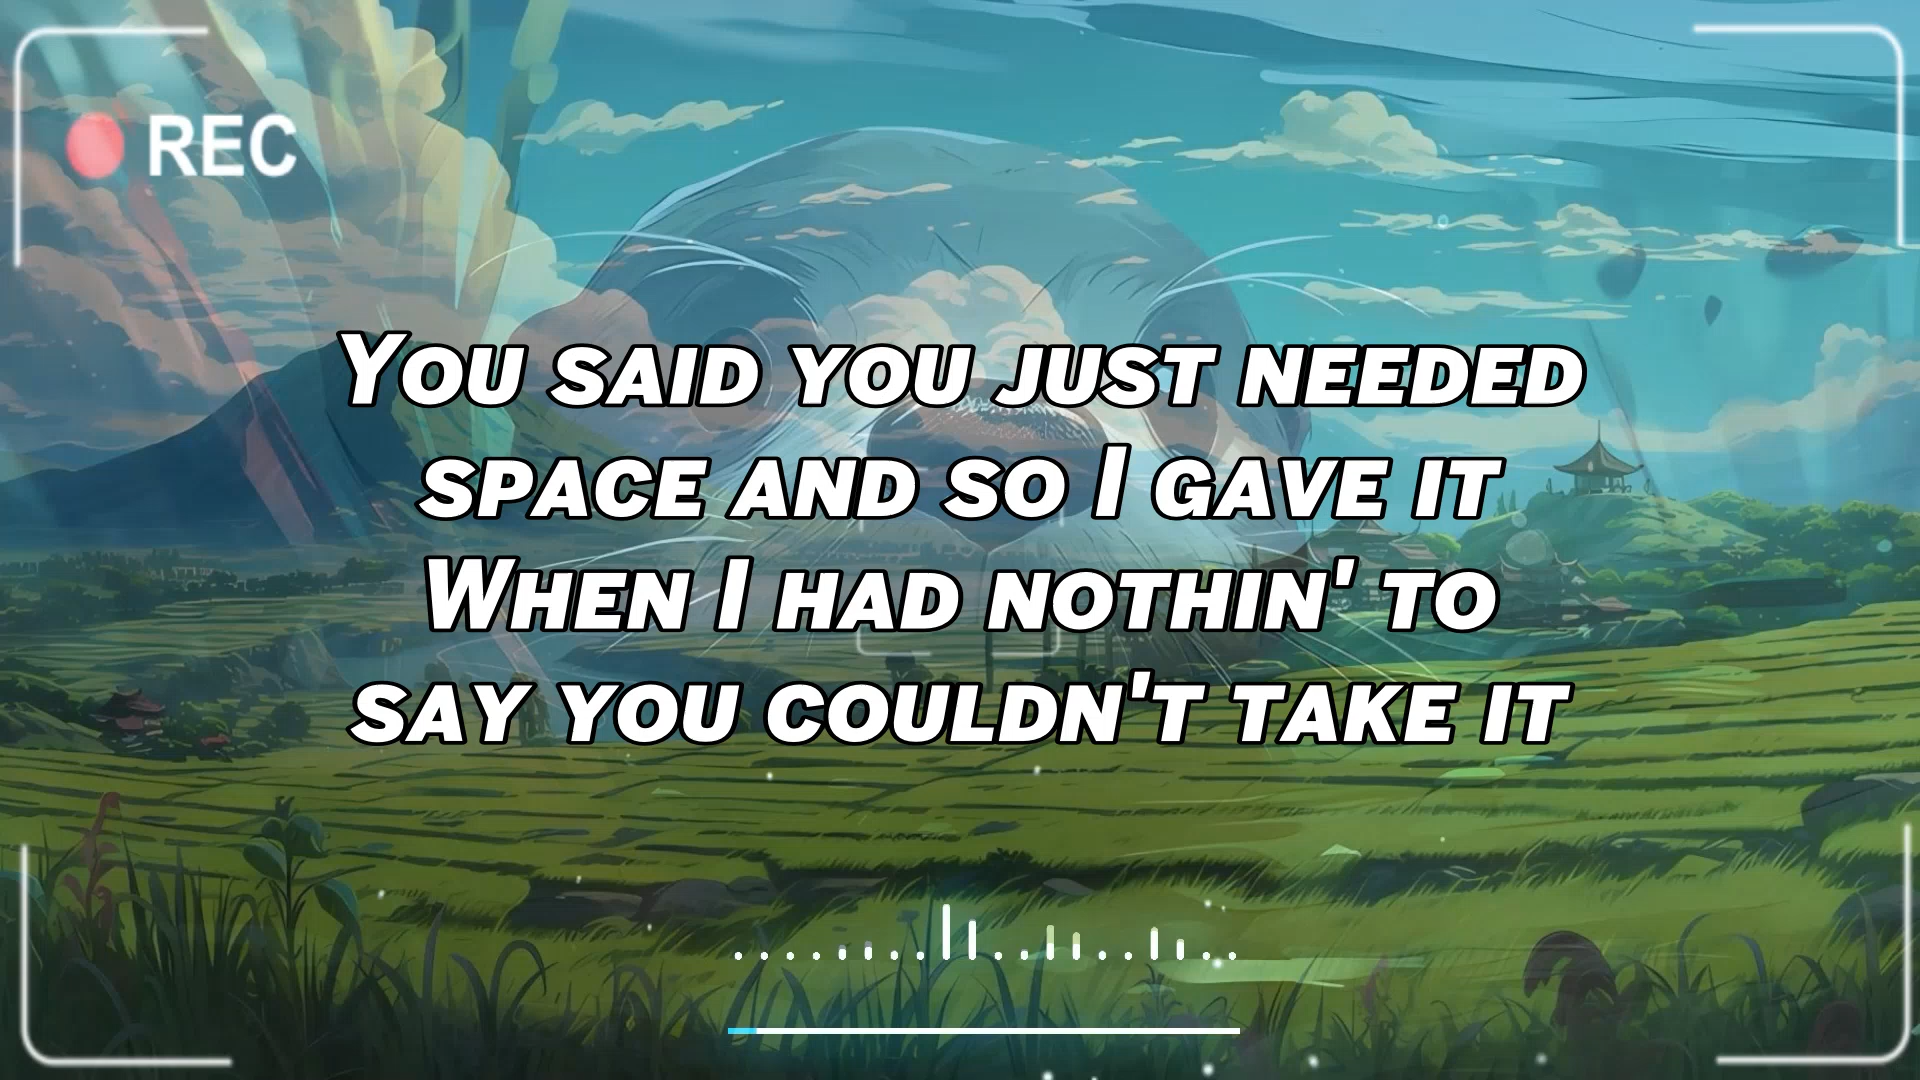 REC
You said you just needed
space and so I gave it
When I had nothin' to
say you couldn't take it